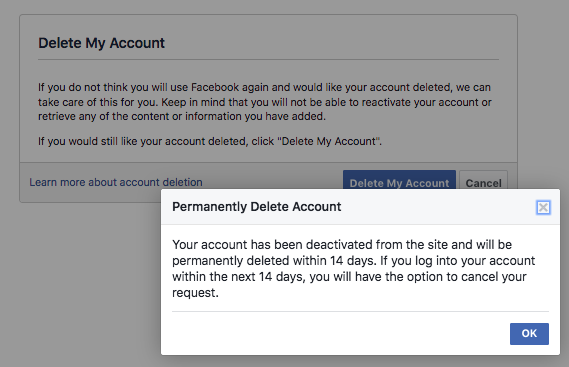 Delete My Account
If you do not think you will use Facebook again and would like your account deleted, we can
take care of this for you. Keep in mind that you will not be able to reactivate your account or
retrieve any of the content or information you have added.
If you would still like your account deleted, click "Delete My Account".
Learn more about account deletion
Delete My Account
Cancel
Permanently Delete Account
Your account has been deactivated from the site and will be
permanently deleted within 14 days. If you log into your account
within the next 14 days, you will have the option to cancel your
request.
OK